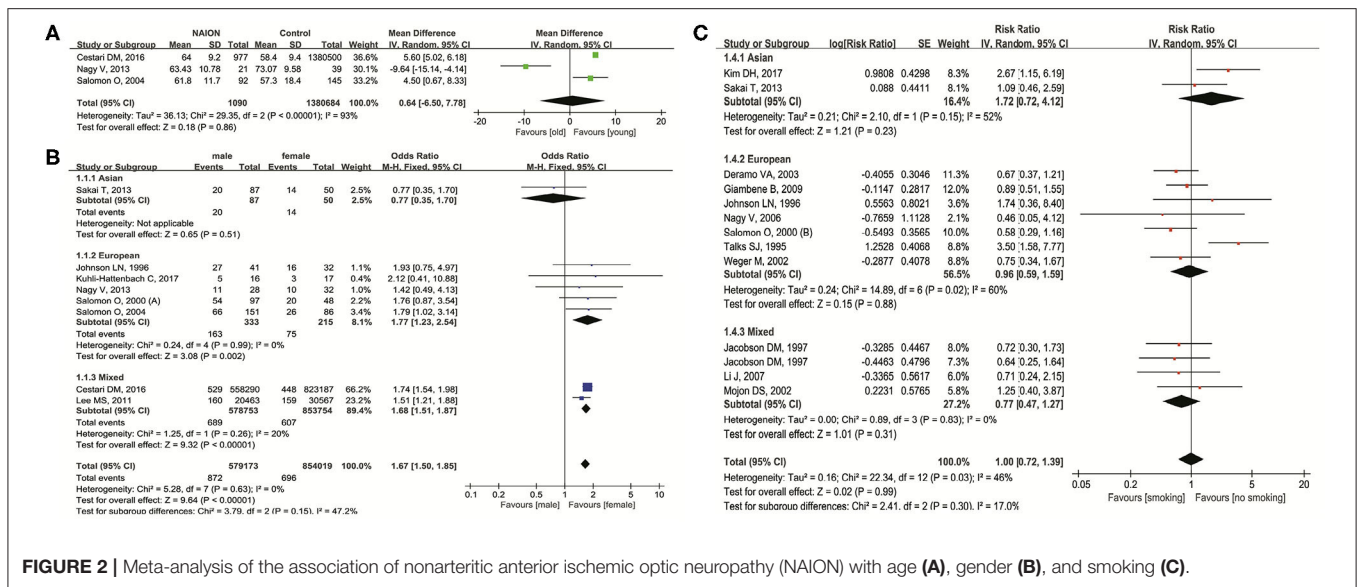 A
NAION Control Mean Difference Mean Difference
Study or Subgroup Mean SD Total Mean SD Total Weight IV. Random. 95% CI IV. Random. 95% CI
Cestari DM, 2016 64 9.2 977 58.4 9.4 1380500 36.6% 5.60 [5.02, 6.18]
Nagy V, 2013 63.43 10.78 21 73.07 9.58 39 30.1% -9.64 [-15.14, -4.14]
Salomon O, 2004 61.8 11.7 92 57.3 18.4 145 33.2% 4.50 [0.67, 8.33]
Total (95% CI) 1090 1380684 100.0% 0.64 [-6.50, 7.78]
Heterogeneity: Tau² = 36.13; Chi² = 29.35, df = 2 (P < 0.00001); I² = 93%
Test for overall effect: Z = 0.18 (P = 0.86)
-20 -10 0 10 20
Favours [old] Favours [young]
B
male female Odds Ratio Odds Ratio
Study or Subgroup Events Total Events Total Weight M-H. Fixed. 95% CI M-H. Fixed. 95% CI
1.1.1 Asian
Sakai T, 2013 20 87 14 50 2.5% 0.77 [0.35, 1.70]
Subtotal (95% CI) 87 50 2.5% 0.77 [0.35, 1.70]
Total events 20 14
Heterogeneity: Not applicable
Test for overall effect: Z = 0.65 (P = 0.51)
1.1.2 European
Johnson LN, 1996 27 41 16 32 1.1% 1.93 [0.75, 4.97]
Kuhli-Hattenbach C, 2017 5 16 3 17 0.4% 2.12 [0.41, 10.88]
Nagy V, 2013 11 28 10 32 1.0% 1.42 [0.49, 4.13]
Salomon O, 2000 (A) 54 97 20 48 2.2% 1.76 [0.87, 3.54]
Salomon O, 2004 66 151 26 86 3.4% 1.79 [1.02, 3.14]
Subtotal (95% CI) 333 215 8.1% 1.77 [1.23, 2.54]
Total events 163 75
Heterogeneity: Chi² = 0.24, df = 4 (P = 0.99); I² = 0%
Test for overall effect: Z = 3.08 (P = 0.002)
1.1.3 Mixed
Cestari DM, 2016 529 558290 448 823187 66.2% 1.74 [1.54, 1.98]
Lee MS, 2011 160 20463 159 30567 23.2% 1.51 [1.21, 1.88]
Subtotal (95% CI) 578753 853754 89.4% 1.68 [1.51, 1.87]
Total events 689 607
Heterogeneity: Chi² = 1.25, df = 1 (P = 0.26); I² = 20%
Test for overall effect: Z = 9.32 (P < 0.00001)
Total (95% CI) 579173 854019 100.0% 1.67 [1.50, 1.85]
Total events 872 696
Heterogeneity: Chi² = 5.28, df = 7 (P = 0.63); I² = 0%
Test for overall effect: Z = 9.64 (P < 0.00001)
Test for subgroup differences: Chi² = 3.79, df = 2 (P = 0.15), I² = 47.2%
0.1 0.2 0.5 1 2 5 10
Favours [male] Favours [female]
C
Risk Ratio Risk Ratio
Study or Subgroup log[Risk Ratio] SE Weight IV, Random, 95% CI IV, Random, 95% CI
1.4.1 Asian
Kim DH, 2017 0.9808 0.4298 8.3% 2.67 [1.15, 6.19]
Sakai T, 2013 0.088 0.4411 8.1% 1.09 [0.46, 2.59]
Subtotal (95% CI) 16.4% 1.72 [0.72, 4.12]
Heterogeneity: Tau² = 0.21; Chi² = 2.10, df = 1 (P = 0.15); I² = 52%
Test for overall effect: Z = 1.21 (P = 0.23)
1.4.2 European
Deramo VA, 2003 -0.4055 0.3046 11.3% 0.67 [0.37, 1.21]
Giambene B, 2009 -0.1147 0.2817 12.0% 0.89 [0.51, 1.55]
Johnson LN, 1996 0.5563 0.8021 3.7% 1.74 [0.36, 8.40]
Nagy V, 2006 -0.7659 1.1128 2.1% 0.46 [0.05, 4.12]
Salomon O, 2000 (B) -0.5493 0.3565 10.0% 0.58 [0.29, 1.16]
Talks SJ, 1995 1.2528 0.4068 8.8% 3.50 [1.58, 7.77]
Weger M, 2002 -0.2877 0.4078 8.8% 0.75 [0.34, 1.67]
Subtotal (95% CI) 56.5% 0.96 [0.59, 1.59]
Heterogeneity: Tau² = 0.24; Chi² = 14.89, df = 6 (P = 0.02); I² = 60%
Test for overall effect: Z = 0.15 (P = 0.88)
1.4.3 Mixed
Jacobson DM, 1997 -0.3285 0.4467 8.0% 0.72 [0.30, 1.73]
Jacobson DM, 1997 -0.4463 0.4796 7.3% 0.64 [0.25, 1.64]
Li J, 2007 -0.3365 0.5617 6.0% 0.71 [0.24, 2.15]
Mojon DS, 2002 0.2231 0.5765 5.8% 1.25 [0.40, 3.87]
Subtotal (95% CI) 27.2% 0.77 [0.47, 1.27]
Heterogeneity: Tau² = 0.00; Chi² = 0.89, df = 3 (P = 0.83); I² = 0%
Test for overall effect: Z = 1.01 (P = 0.31)
Total (95% CI) 100.0% 1.00 [0.72, 1.39]
Heterogeneity: Tau² = 0.16; Chi² = 22.34, df = 12 (P = 0.03); I² = 46%
Test for overall effect: Z = 0.02 (P = 0.99)
Test for subgroup differences: Chi² = 2.41, df = 2 (P = 0.30), I² = 17.0%
0.05 0.2 1 5 20
Favours [smoking] Favours [no smoking]
FIGURE 2 | Meta-analysis of the association of nonarteritic anterior ischemic optic neuropathy (NAION) with age (A), gender (B), and smoking (C).